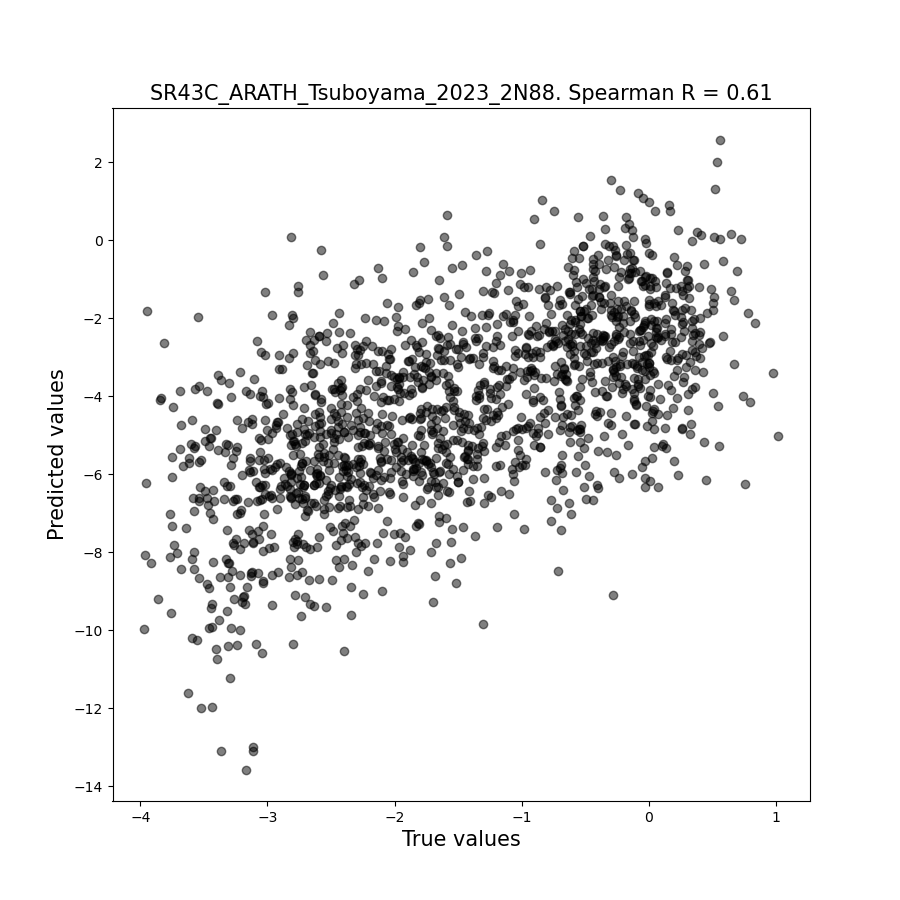 SR43C_ARATH_Tsuboyama_2023_2N88. Spearman R = 0.61
2
0
−2
−4
−6
−8
−10
−12
−14
Predicted values
−4 −3 −2 −1 0 1
True values